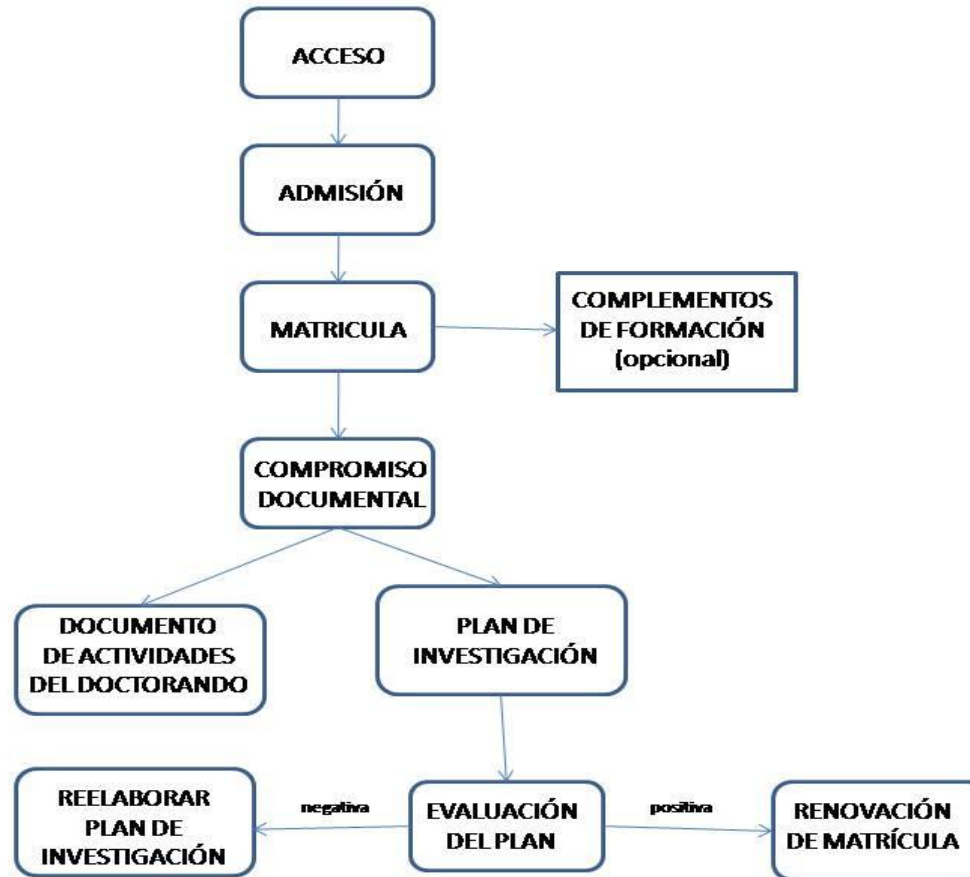 ACCESO
ADMISIÓN
MATRICULA
COMPLEMENTOS
DE FORMACIÓN
(opcional)
COMPROMISO
DOCUMENTAL
DOCUMENTO
DE ACTIVIDADES
DEL DOCTORANDO
PLAN DE
INVESTIGACIÓN
REELABORAR
PLAN DE
INVESTIGACIÓN
negativa
EVALUACIÓN
DEL PLAN
positiva
RENOVACIÓN
DE MATRÍCULA